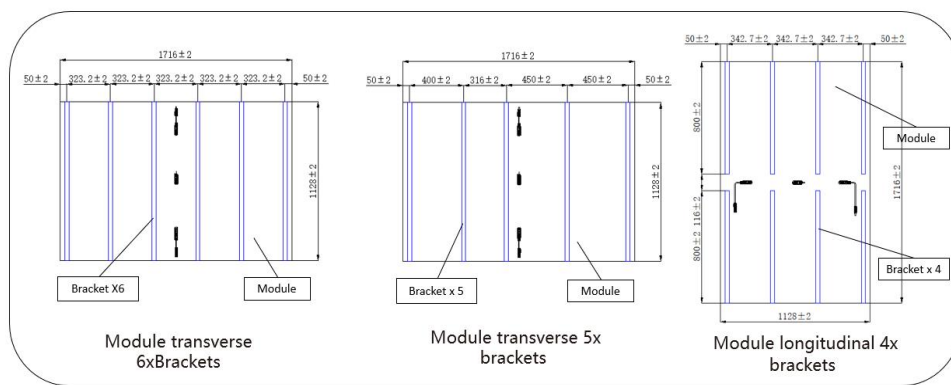 1716±2
50±2 323.2±2 323.2±2 323.2±2 323.2±2 323.2±2 50±2
1128±2
Bracket X6
Module
Module transverse
6xBrackets
1716±2
50±2 400±2 316±2 450±2 450±2 50±2
1128±2
Bracket x 5
Module
Module transverse 5x
brackets
50±2 342.7±2 342.7±2 342.7±2 50±2
800±2
Module
116±2
1716±2
800±2
Bracket x 4
1128±2
Module longitudinal 4x
brackets